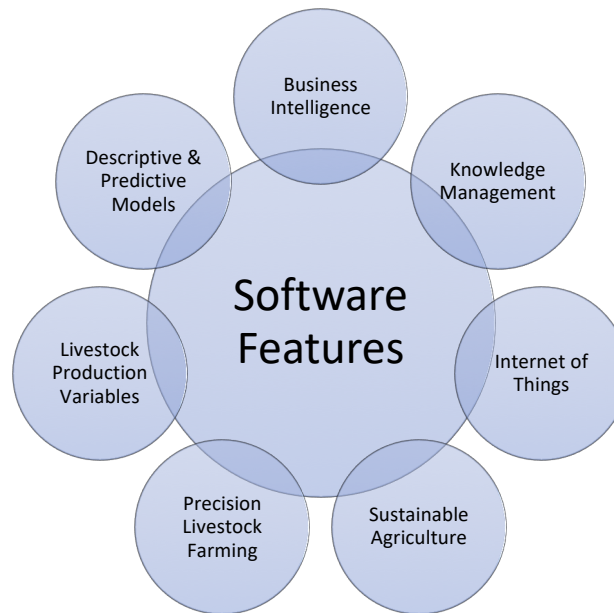 Business
Intelligence
Knowledge
Management
Internet of
Things
Sustainable
Agriculture
Precision
Livestock
Farming
Livestock
Production
Variables
Descriptive &
Predictive
Models
Software
Features